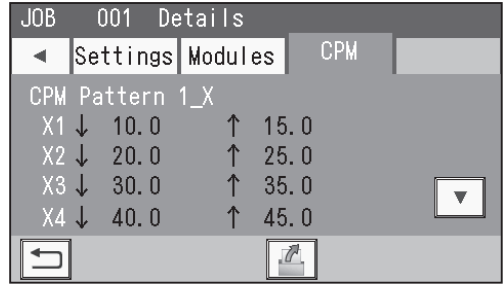 JOB 001 Details
◄ Settings Modules CPM
CPM Pattern 1_X
X1 ↓ 10.0 ↑ 15.0
X2 ↓ 20.0 ↑ 25.0
X3 ↓ 30.0 ↑ 35.0
X4 ↓ 40.0 ↑ 45.0